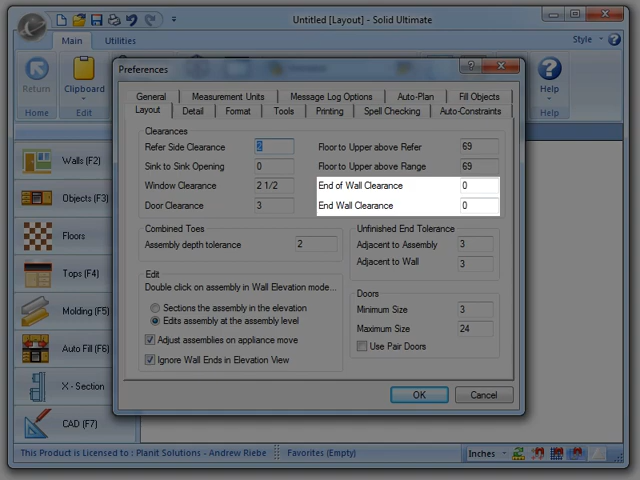 Untitled [Layout] - Solid Ultimate
Main
Utilities
Style
Return
Clipboard
Help
Home
Edit
Help
Walls (F2)
Objects (F3)
Floors
Tops (F4)
Molding (F5)
Auto Fill (F6)
X - Section
CAD (F7)
Preferences
General
Measurement Units
Message Log Options
Auto-Plan
Fill Objects
Layout
Detail
Format
Tools
Printing
Spell Checking
Auto-Constraints
Clearances
Refer Side Clearance 2
Floor to Upper above Refer 69
Sink to Sink Opening 0
Floor to Upper above Range 69
Window Clearance 2 1/2
End of Wall Clearance 0
Door Clearance 3
End Wall Clearance 0
Combined Toes
Assembly depth tolerance 2
Unfinished End Tolerance
Adjacent to Assembly 3
Adjacent to Wall 3
Edit
Double click on assembly in Wall Elevation mode...
Sections the assembly in the elevation
Edits assembly at the assembly level
Adjust assemblies on appliance move
Ignore Wall Ends in Elevation View
Doors
Minimum Size 3
Maximum Size 24
Use Pair Doors
OK
Cancel
This Product is Licensed to : Planit Solutions - Andrew Riebe
Favorites (Empty)
Inches